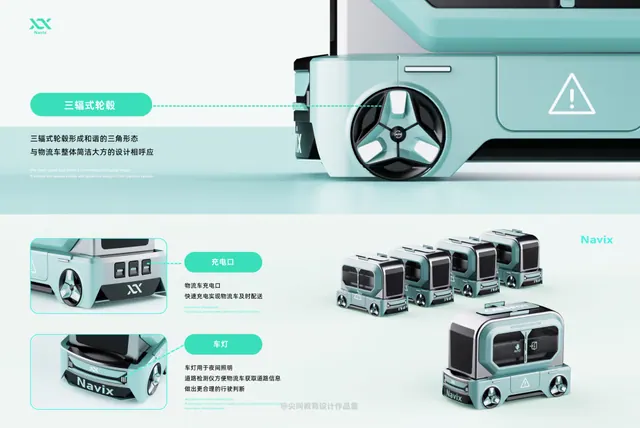 Navix
三辐式轮毂
三辐式轮毂形成和谐的三角形态
与物流车整体简洁大方的设计相呼应
Navix
充电口
物流车充电口
快速充电实现物流车及时配送
车灯
车灯用于夜间照明
道路检测仪方便物流车获取道路信息
做出更合理的行驶判断
Navix